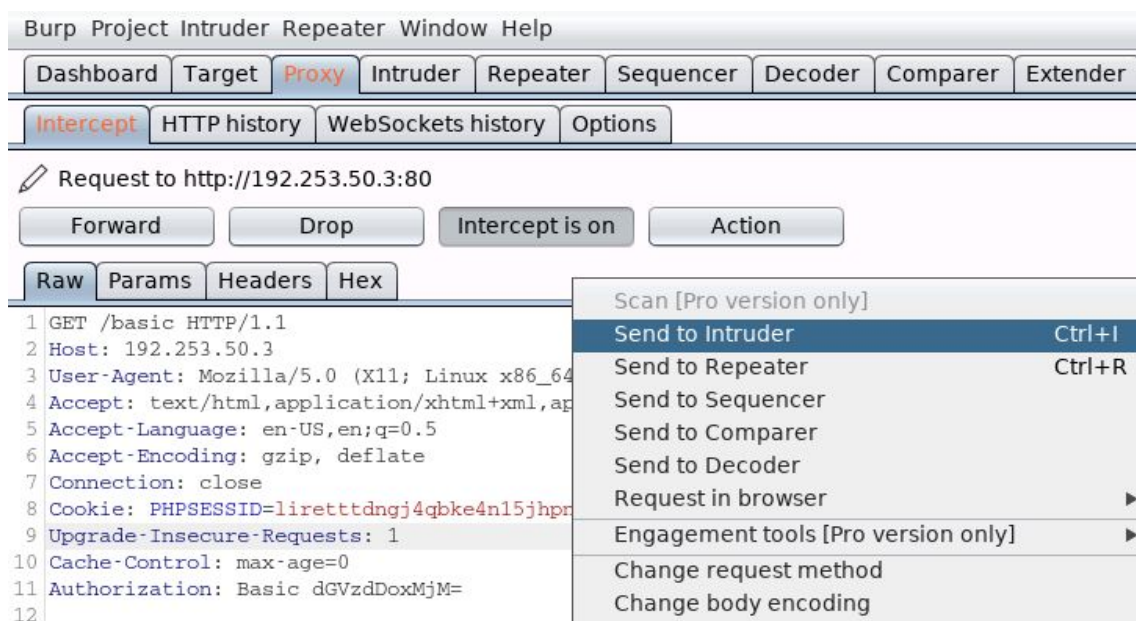 Burp Project Intruder Repeater Window Help
Dashboard Target Proxy Intruder Repeater Sequencer Decoder Comparer Extender
Intercept HTTP history WebSockets history Options
Request to http://192.253.50.3:80
Forward Drop Intercept is on Action
Raw Params Headers Hex
1 GET /basic HTTP/1.1
2 Host: 192.253.50.3
3 User-Agent: Mozilla/5.0 (X11; Linux x86_64
4 Accept: text/html,application/xhtml+xml,ap
5 Accept-Language: en-US,en;q=0.5
6 Accept-Encoding: gzip, deflate
7 Connection: close
8 Cookie: PHPSESSID=liretttdngj4qbke4n15jhpn
9 Upgrade-Insecure-Requests: 1
10 Cache-Control: max-age=0
11 Authorization: Basic dGVzdDoxMjM=
12
Scan [Pro version only]
Send to Intruder Ctrl+I
Send to Repeater Ctrl+R
Send to Sequencer
Send to Comparer
Send to Decoder
Request in browser
Engagement tools [Pro version only]
Change request method
Change body encoding